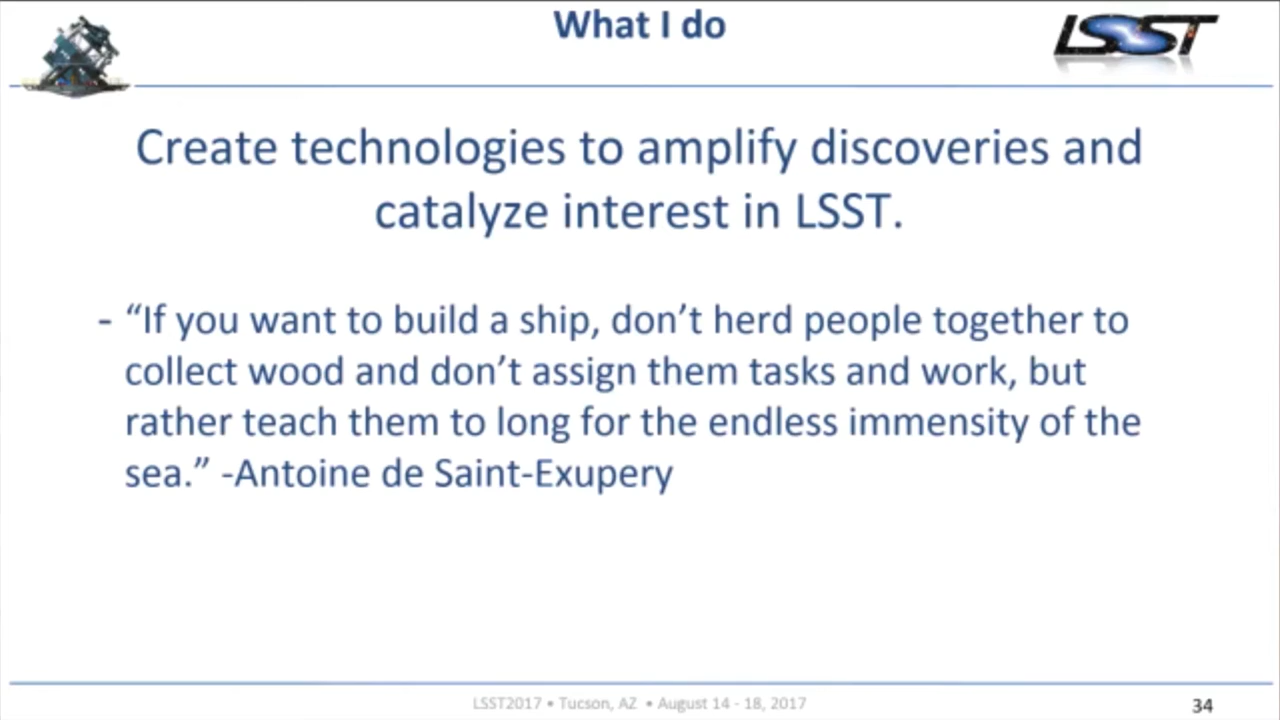 What I do
LSST
Create technologies to amplify discoveries and
catalyze interest in LSST.
- “If you want to build a ship, don’t herd people together to
collect wood and don’t assign them tasks and work, but
rather teach them to long for the endless immensity of the
sea.” -Antoine de Saint-Exupery
LSST2017 • Tucson, AZ • August 14 - 18, 2017
34